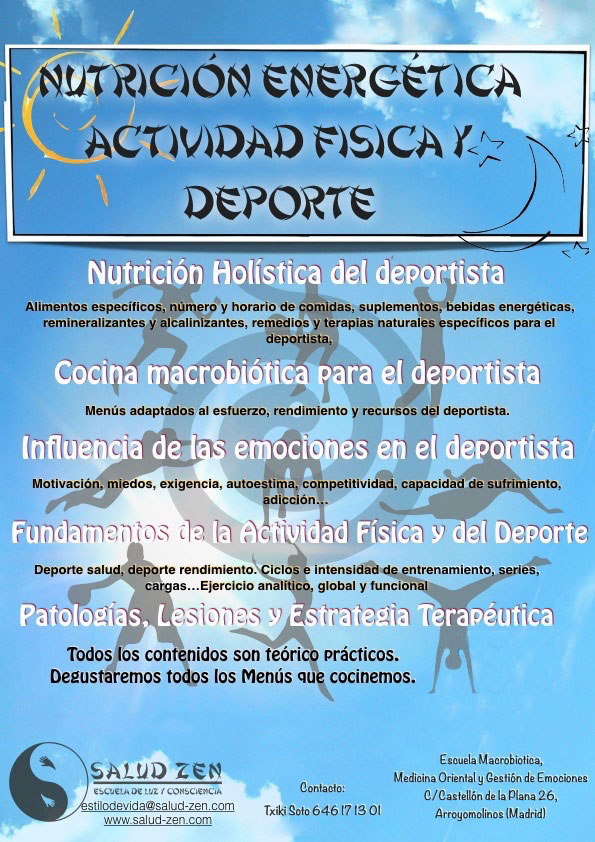 NUTRICIÓN ENERGÉTICA
ACTIVIDAD FISICA Y
DEPORTE
Nutrición Holística del deportista
Alimentos específicos, número y horario de comidas, suplementos, bebidas energéticas,
remineralizantes y alcalinizantes, remedios y terapias naturales específicos para el
deportista,
Cocina macrobiótica para el deportista
Menús adaptados al esfuerzo, rendimiento y recursos del deportista.
Influencia de las emociones en el deportista
Motivación, miedos, exigencia, autoestima, competitividad, capacidad de sufrimiento,
adicción...
Fundamentos de la Actividad Física y del Deporte
Deporte salud, deporte rendimiento. Ciclos e intensidad de entrenamiento, series,
cargas...Ejercicio analítico, global y funcional
Patologías, Lesiones y Estrategia Terapéutica
Todos los contenidos son teórico prácticos.
Degustaremos todos los Menús que cocinemos.
SALUD ZEN
ESCUELA DE LUZ Y CONSCIENCIA
estilodevida@salud-zen.com
www.salud-zen.com
Contacto:
Txiki Soto 646 17 13 01
Escuela Macrobiotica,
Medicina Oriental y Gestión de Emociones
C/Castellón de la Plana 26,
Arroyomolinos (Madrid)